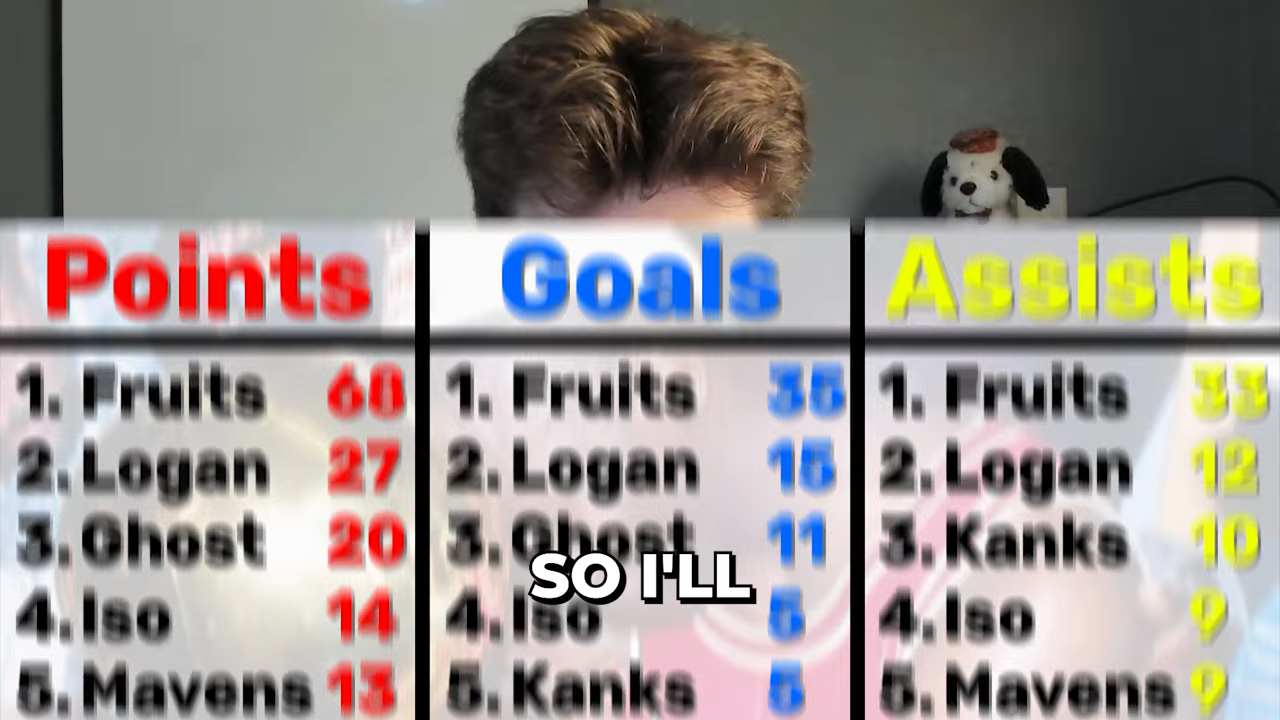 Points
1. Fruits 68
2. Logan 27
3. Ghost 20
4. Iso 14
5. Mavens 13
Goals
1. Fruits 35
2. Logan 15
3. Ghost 11
4. Iso 5
5. Kanks 5
Assists
1. Fruits 33
2. Logan 12
3. Kanks 10
4. Iso 9
5. Mavens 9
SO I'LL